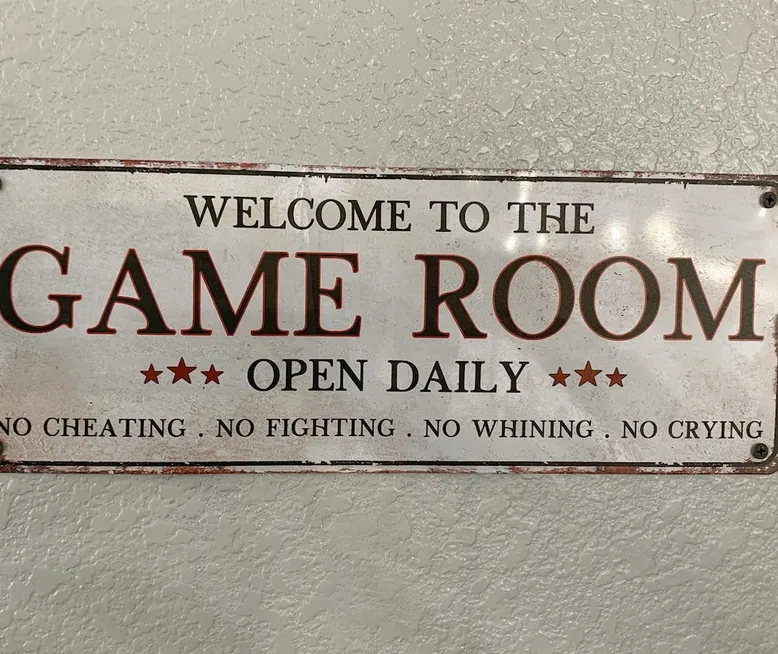 WELCOME TO THE
GAME ROOM
OPEN DAILY
NO CHEATING . NO FIGHTING . NO WHINING . NO CRYING